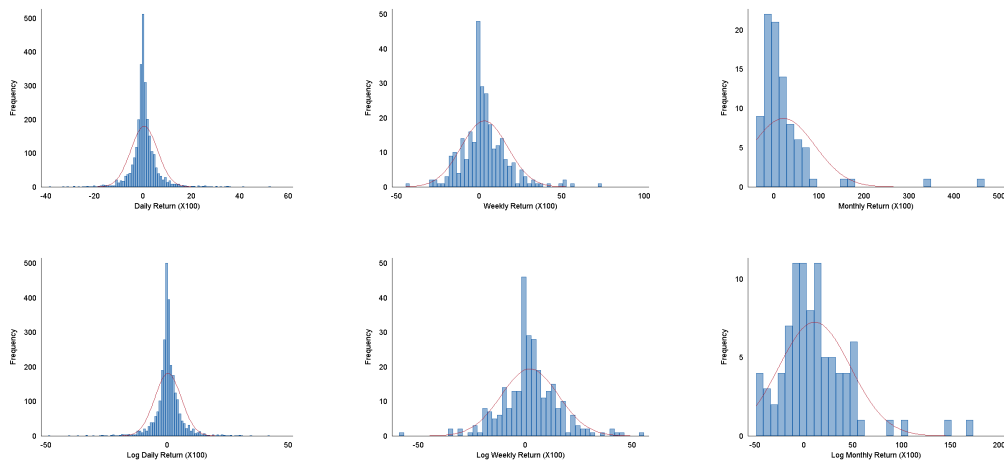 500
400
300
200
100
0
Frequency
-40 -20 0 20 40 60
Daily Return (X100)
50
40
30
20
10
0
Frequency
-50 0 50 100
Weekly Return (X100)
20
15
10
5
0
Frequency
0 100 200 300 400 500
Monthly Return (X100)
500
400
300
200
100
0
Frequency
-50 0 50
Log Daily Return (X100)
50
40
30
20
10
0
Frequency
-50 0 50
Log Weekly Return (X100)
10
5
0
Frequency
-50 0 50 100 150 200
Log Monthly Return (X100)